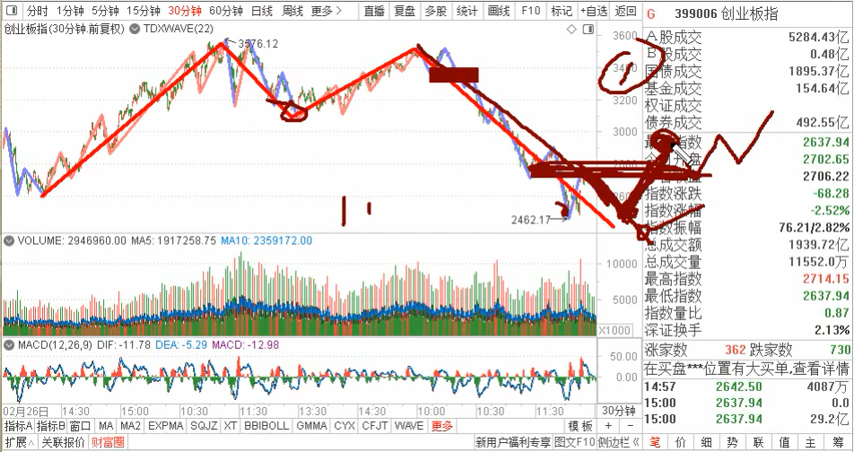 分时 1分钟 5分钟 15分钟 30分钟 60分钟 日线 周线 更多 > 直播 复盘 多股 统计 画线 F10 标记 +自选 返回
G 399006 创业板指
创业板指(30分钟.前复权) TDXWAVE(22)
3576.12
3600
3400
3200
3000
2462.17
A股成交 5284.43亿
B股成交 0.48亿
国债成交 1895.37亿
基金成交 154.64亿
权证成交
债券成交 492.55亿
指数 2637.94
开盘 2702.65
2706.22
指数涨跌 -68.28
指数涨幅 -2.52%
指数振幅 76.21/2.82%
总成交额 1939.72亿
总成交量 11552.0万
最高指数 2714.15
最低指数 2637.94
指数量比 0.87
深证换手 2.13%
涨家数 362 跌家数 730
在买盘***位置有大买单,查看详情
14:57 2642.50 4087万
15:00 2637.94 0.0
15:00 2637.94 29.2亿
VOLUME: 2946960.00 MA5: 1917258.75 MA10: 2359172.00
10000
5000
X1000
MACD(12,26,9) DIF: -11.78 DEA: -5.29 MACD: -12.98
50.00
0.00
02月26日 14:30 15:00 10:30 11:30 13:30 14:30 10:00 10:30 11:30 30分钟
指标A 指标B 窗口 MA MA2 EXPMA SQJZ XT BBIBOLL GMMA CYX CFJT WAVE 更多 模板 + -
扩展∧ 关联报价 财富圈 新用户福利专享 图文F10 侧边栏 <<
笔 价 细 势 联 值 主 筹